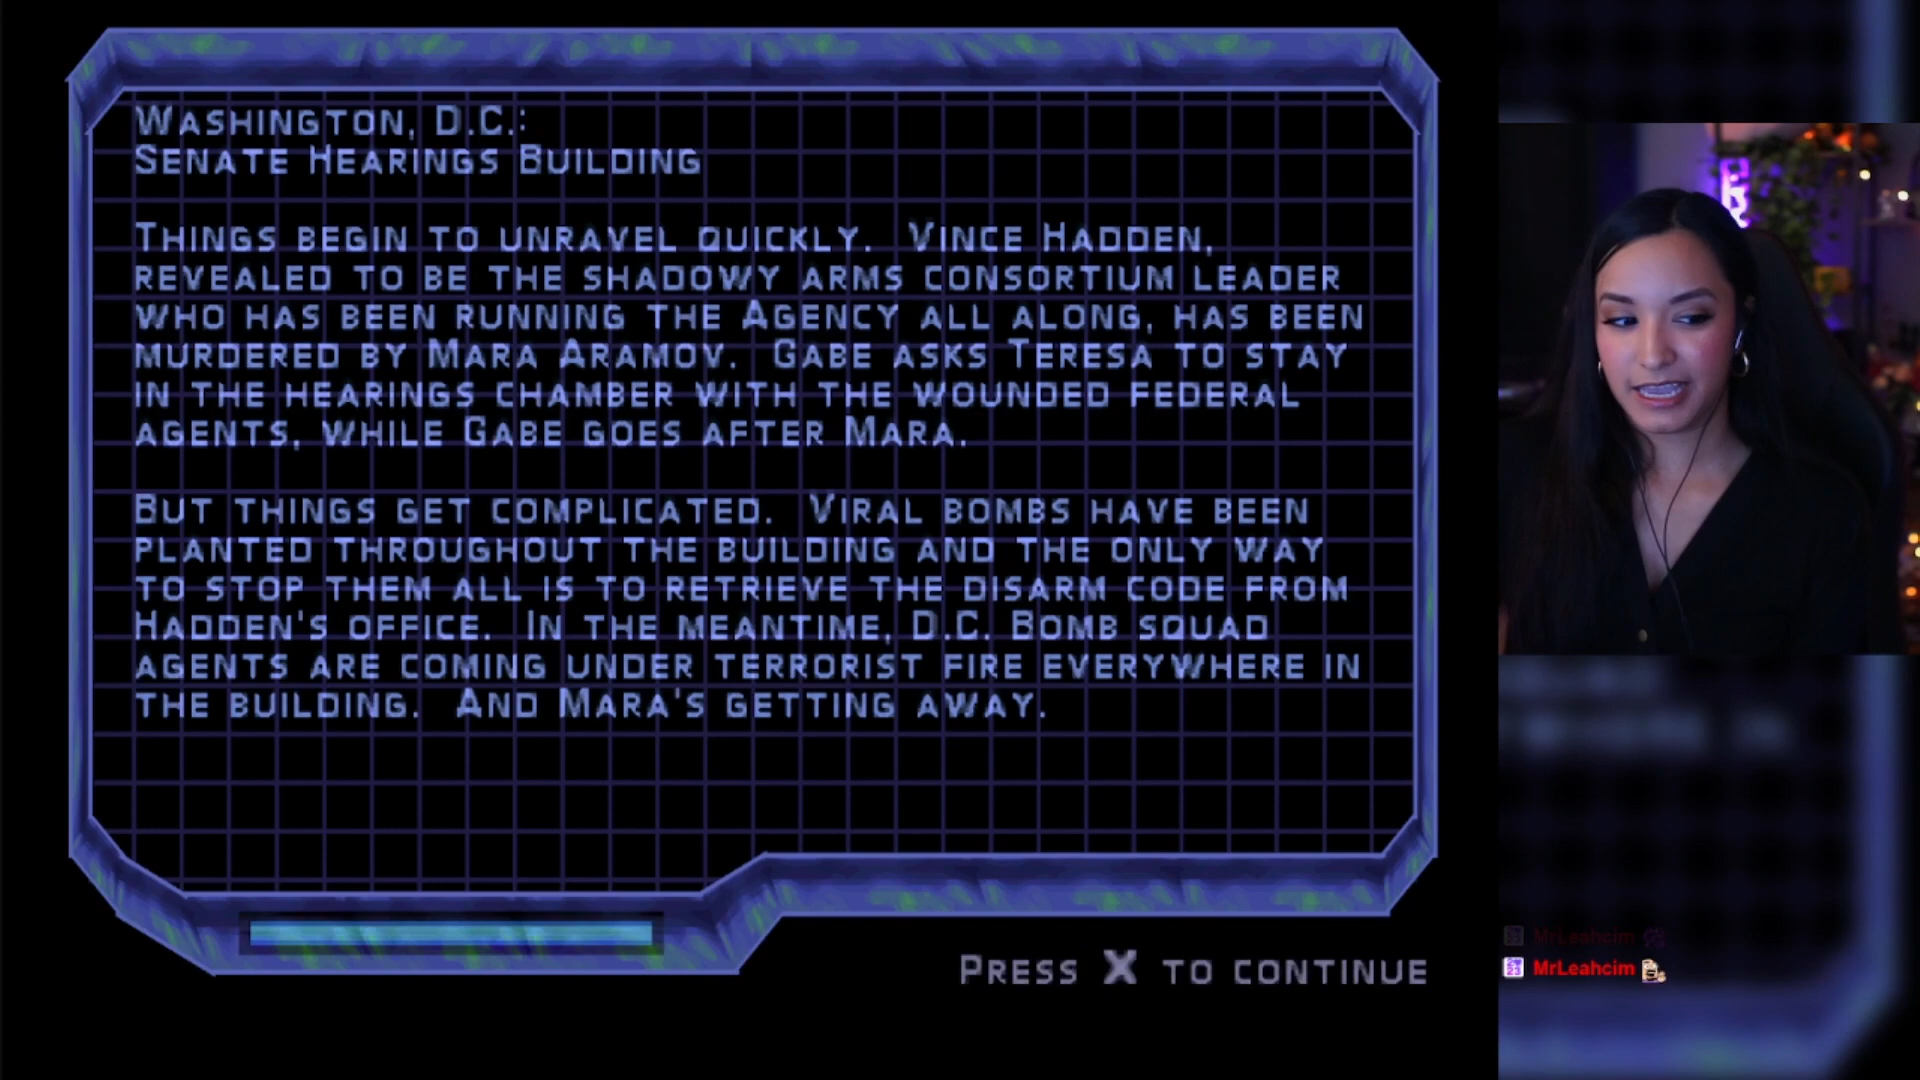 Washington, D.C.:
Senate Hearings Building
Things begin to unravel quickly. Vince Hadden,
revealed to be the shadowy arms consortium leader
who has been running the Agency all along, has been
murdered by Mara Aramov. Gabe asks Teresa to stay
in the hearings chamber with the wounded federal
agents, while Gabe goes after Mara.
But things get complicated. Viral bombs have been
planted throughout the building and the only way
to stop them all is to retrieve the disarm code from
Hadden's office. In the meantime, D.C. Bomb squad
agents are coming under terrorist fire everywhere in
the building. And Mara's getting away.
Press X to continue
MrLeahcim
MrLeahcim